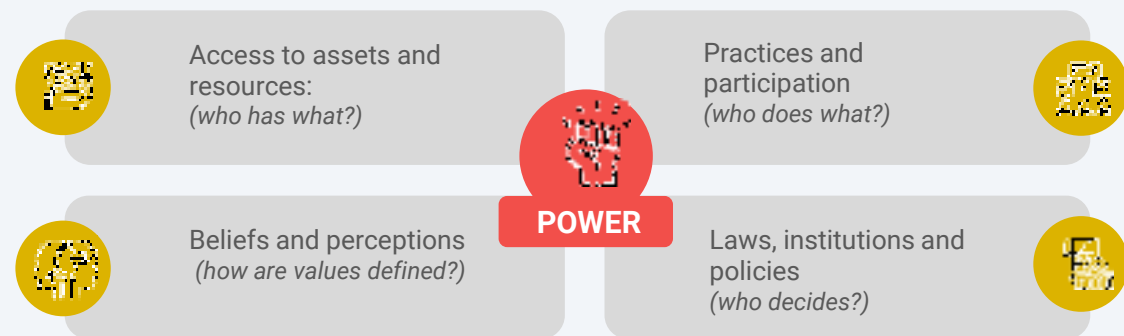 Access to assets and
resources:
(who has what?)
Practices and
participation
(who does what?)
POWER
Beliefs and perceptions
(how are values defined?)
Laws, institutions and
policies
(who decides?)